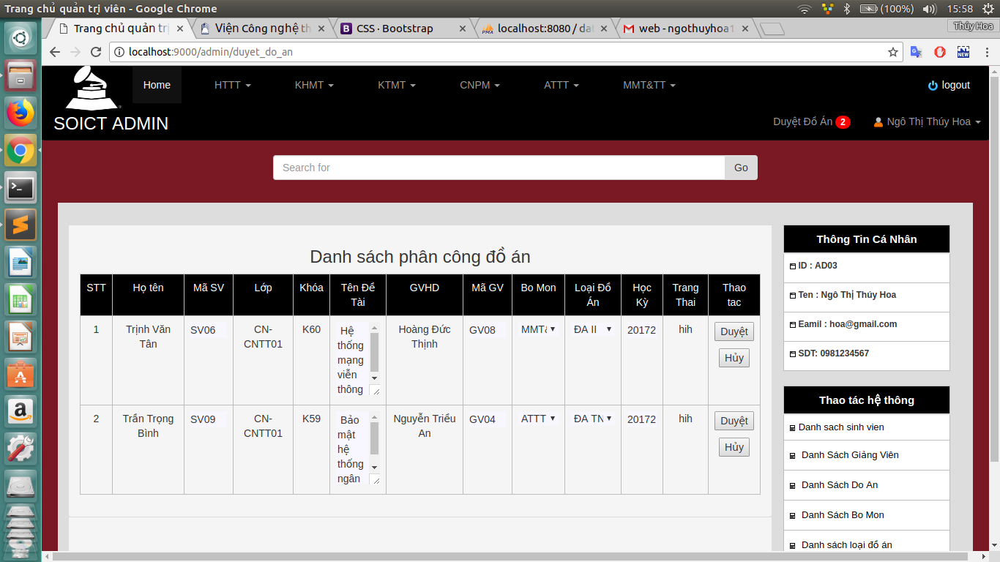 Trang chủ quản trị viên - Google Chrome
(100%)
15:58
Trang chủ quản trị
Viện Công nghệ th
CSS · Bootstrap
localhost:8080 / dat
web - ngothuyhoa1
Thúy Hoa
localhost:9000/admin/duyet_do_an
NEW
Home
HTTT
KHMT
KTMT
CNPM
ATTT
MMT&TT
logout
SOICT ADMIN
Duyệt Đồ Án 2
Ngô Thị Thúy Hoa
Search for
Go
Danh sách phân công đồ án
STT
Họ tên
Mã SV
Lớp
Khóa
Tên Đề
Tài
GVHD
Mã GV
Bo Mon
Loại Đồ
Án
Học
Kỳ
Trang
Thai
Thao
tac
1
Trịnh Văn
Tân
SV06
CN-
CNTT01
K60
Hệ
thống
mạng
viễn
thông
Hoàng Đức
Thịnh
GV08
MMT&
ĐA II
20172
hih
Duyệt
Hủy
2
Trần Trọng
Bình
SV09
CN-
CNTT01
K59
Bảo
mật
hệ
thống
ngân
Nguyễn Triều
An
GV04
ATTT
ĐA TN
20172
hih
Duyệt
Hủy
Thông Tin Cá Nhân
ID : AD03
Ten : Ngô Thị Thúy Hoa
Eamil : hoa@gmail.com
SDT: 0981234567
Thao tác hệ thống
Danh sach sinh vien
Danh Sách Giảng Viên
Danh Sách Do An
Danh Sách Bo Mon
Danh sách loại đồ án